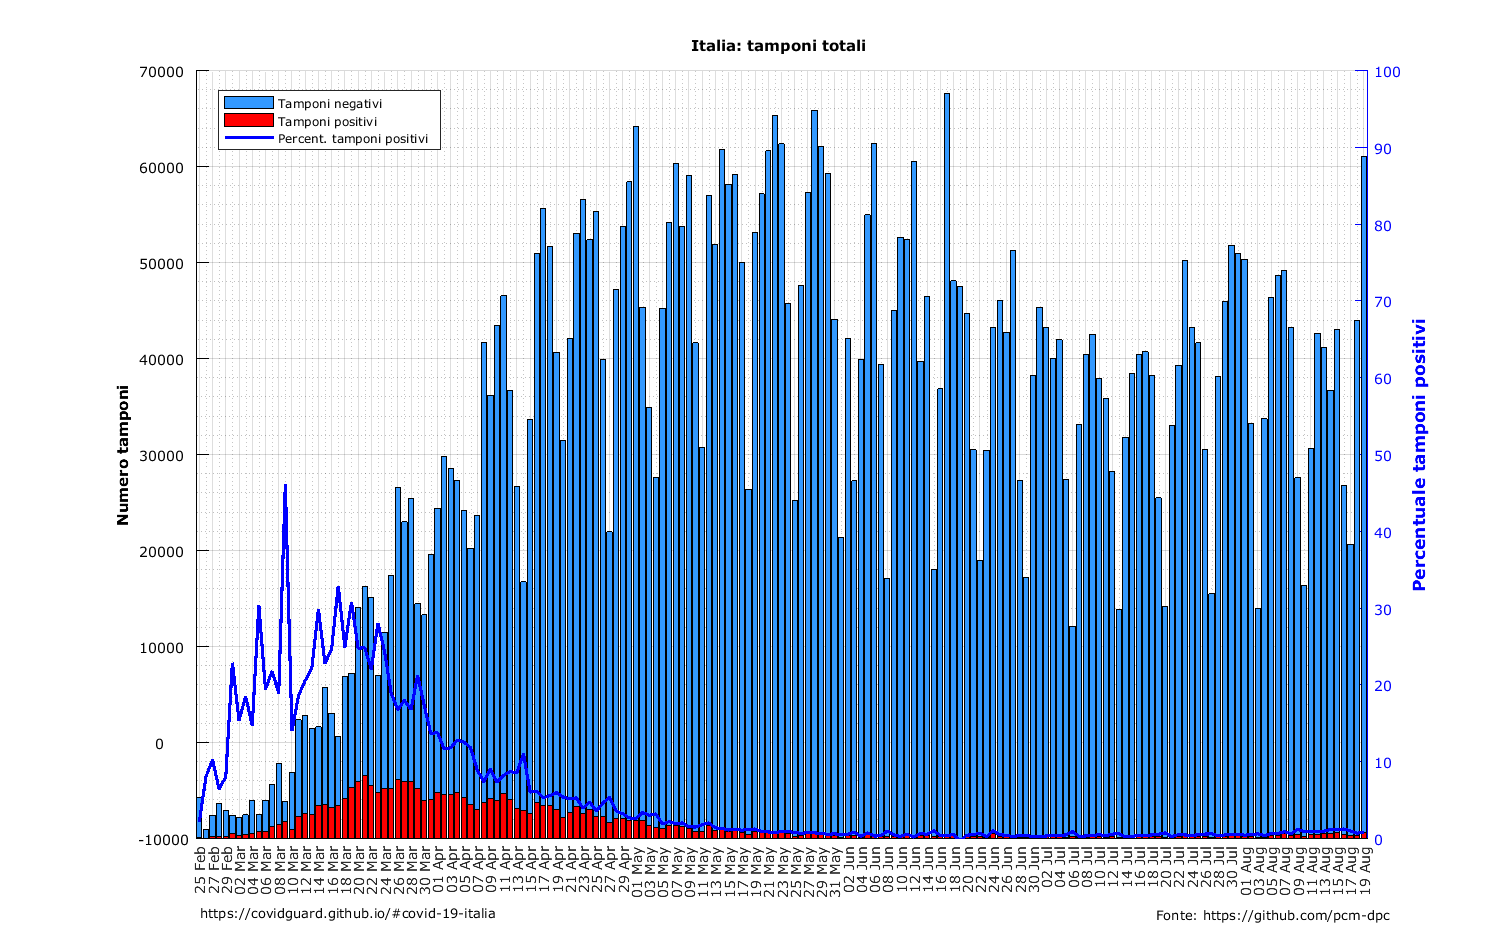 Italia: tamponi totali
70000
60000
50000
40000
30000
20000
10000
0
-10000
Numero tamponi
Tamponi negativi
Tamponi positivi
Percent. tamponi positivi
100
90
80
70
60
50
40
30
20
10
0
Percentuale tamponi positivi
25 Feb
27 Feb
29 Feb
02 Mar
04 Mar
06 Mar
08 Mar
10 Mar
12 Mar
14 Mar
16 Mar
18 Mar
20 Mar
22 Mar
24 Mar
26 Mar
28 Mar
30 Mar
01 Apr
03 Apr
05 Apr
07 Apr
09 Apr
11 Apr
13 Apr
15 Apr
17 Apr
19 Apr
21 Apr
23 Apr
25 Apr
27 Apr
29 Apr
01 May
03 May
05 May
07 May
09 May
11 May
13 May
15 May
17 May
19 May
21 May
23 May
25 May
27 May
29 May
31 May
02 Jun
04 Jun
06 Jun
08 Jun
10 Jun
12 Jun
14 Jun
16 Jun
18 Jun
20 Jun
22 Jun
24 Jun
26 Jun
28 Jun
30 Jun
02 Jul
04 Jul
06 Jul
08 Jul
10 Jul
12 Jul
14 Jul
16 Jul
18 Jul
20 Jul
22 Jul
24 Jul
26 Jul
28 Jul
30 Jul
01 Aug
03 Aug
05 Aug
07 Aug
09 Aug
11 Aug
13 Aug
15 Aug
17 Aug
19 Aug
https://covidguard.github.io/#covid-19-italia
Fonte: https://github.com/pcm-dpc